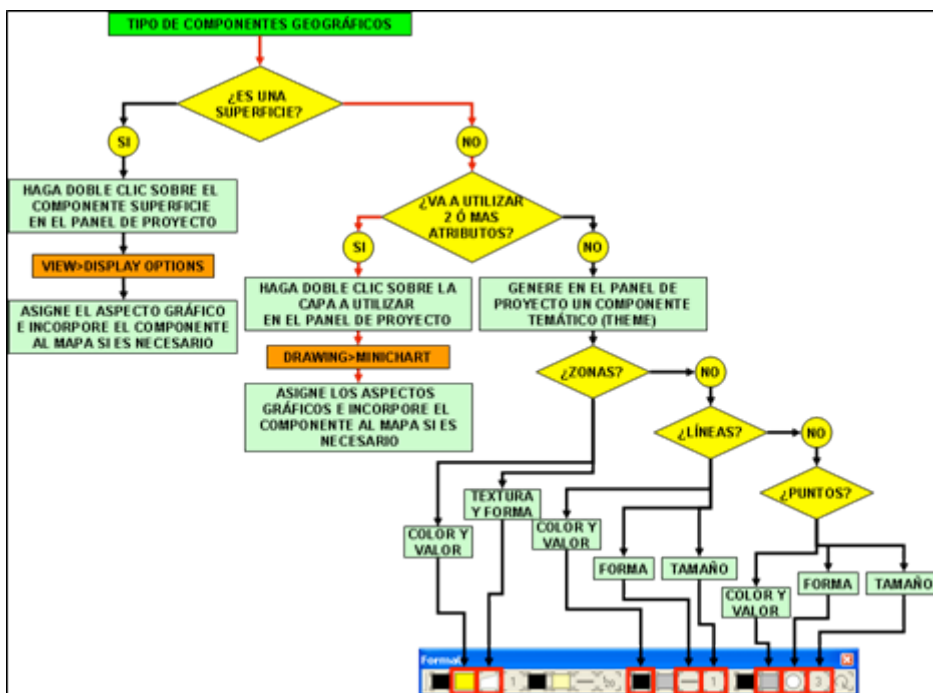 TIPO DE COMPONENTES GEOGRÁFICOS
¿ES UNA
SUPERFICIE?
SI
NO
HAGA DOBLE CLIC SOBRE EL
COMPONENTE SUPERFICIE
EN EL PANEL DE PROYECTO
¿VA A UTILIZAR
2 Ó MAS
ATRIBUTOS?
SI
NO
VIEW>DISPLAY OPTIONS
HAGA DOBLE CLIC SOBRE LA
CAPA A UTILIZAR
EN EL PANEL DE PROYECTO
GENERE EN EL PANEL DE
PROYECTO UN COMPONENTE
TEMÁTICO (THEME)
ASIGNE EL ASPECTO GRÁFICO
E INCORPORE EL COMPONENTE
AL MAPA SI ES NECESARIO
DRAWING>MINICHART
¿ZONAS?
NO
ASIGNE LOS ASPECTOS
GRÁFICOS E INCORPORE EL
COMPONENTE AL MAPA SI ES
NECESARIO
¿LÍNEAS?
NO
¿PUNTOS?
TEXTURA
Y FORMA
COLOR Y
VALOR
COLOR Y
VALOR
FORMA
TAMAÑO
COLOR Y
VALOR
FORMA
TAMAÑO
Format
1
1
3